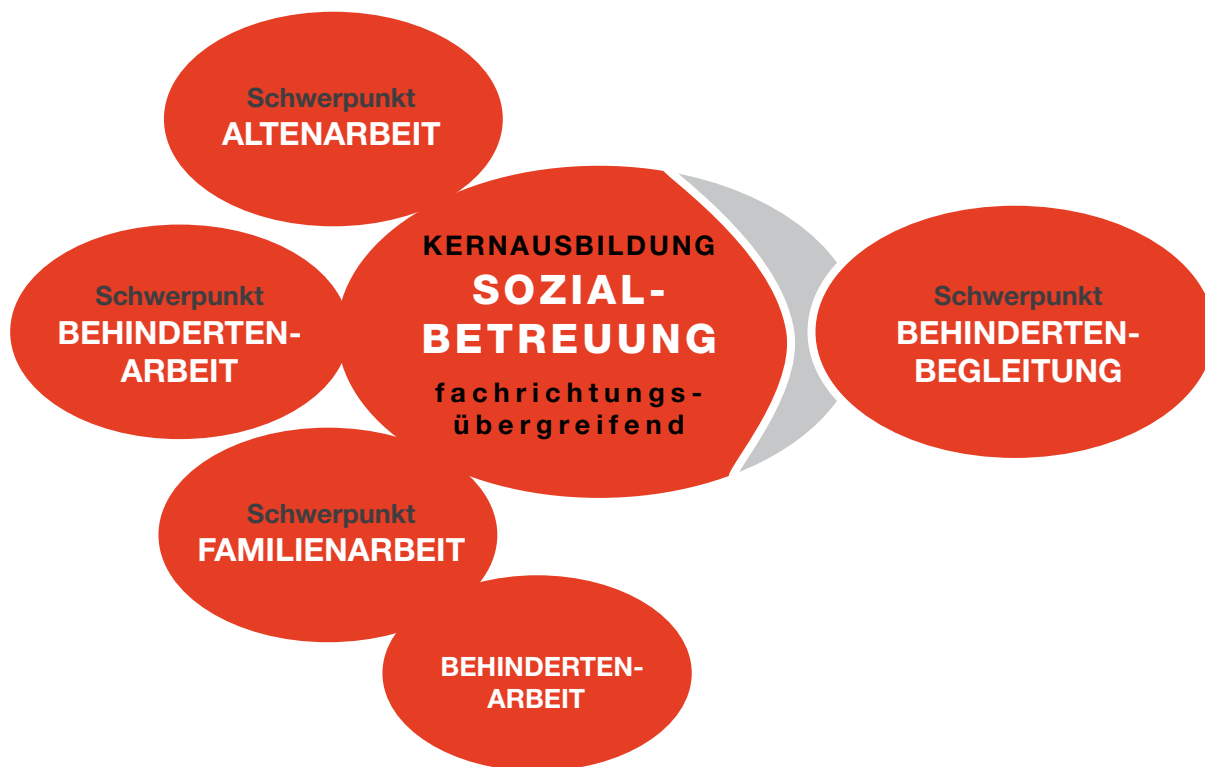 Schwerpunkt
ALTENARBEIT
KERNAUSBILDUNG
SOZIAL-
BETREUUNG
fachrichtungs-
übergreifend
Schwerpunkt
BEHINDERTEN-
ARBEIT
Schwerpunkt
BEHINDERTEN-
BEGLEITUNG
Schwerpunkt
FAMILIENARBEIT
BEHINDERTEN-
ARBEIT